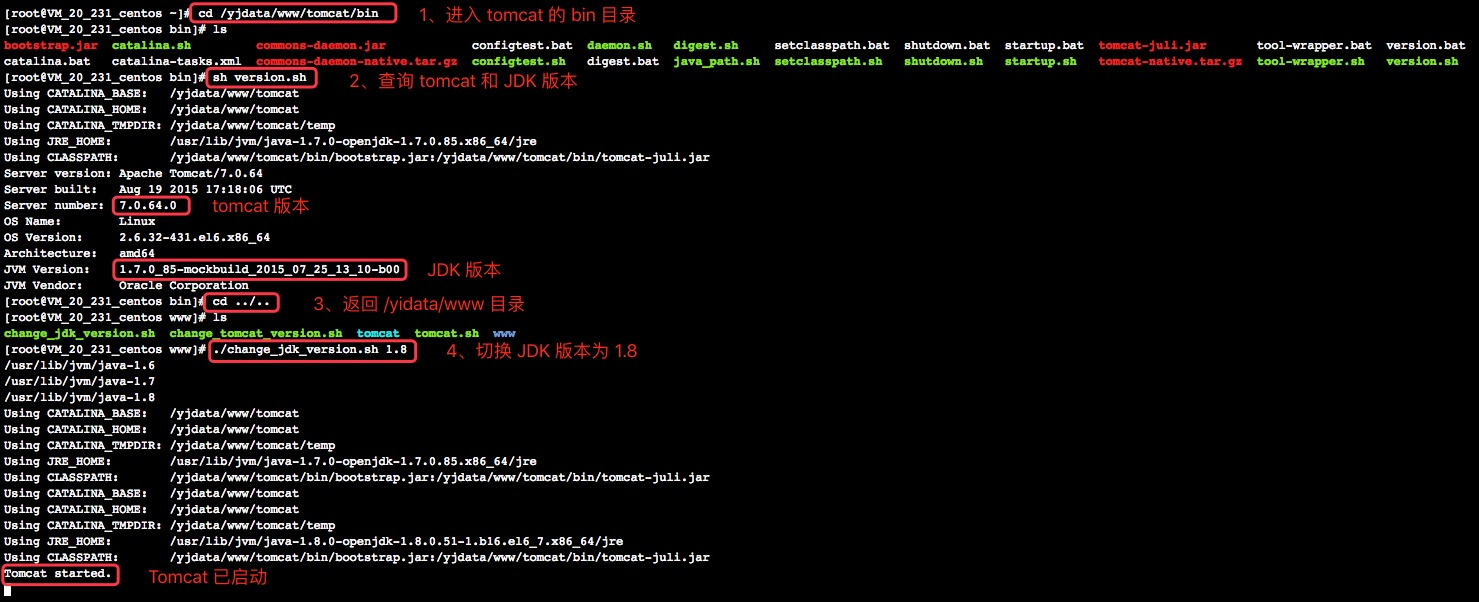 [root@VM_20_231_centos ~]# cd /yjdata/www/tomcat/bin 1、进入 tomcat 的 bin 目录
[root@VM_20_231_centos bin]# ls
bootstrap.jar catalina.sh commons-daemon.jar configtest.bat daemon.sh digest.sh setclasspath.bat shutdown.bat startup.bat tomcat-juli.jar tool-wrapper.bat version.bat
catalina.bat catalina-tasks.xml commons-daemon-native.tar.gz configtest.sh digest.bat java_path.sh setclasspath.sh shutdown.sh startup.sh tomcat-native.tar.gz tool-wrapper.sh version.sh
[root@VM_20_231_centos bin]# sh version.sh 2、查询 tomcat 和 JDK 版本
Using CATALINA_BASE: /yjdata/www/tomcat
Using CATALINA_HOME: /yjdata/www/tomcat
Using CATALINA_TMPDIR: /yjdata/www/tomcat/temp
Using JRE_HOME: /usr/lib/jvm/java-1.7.0-openjdk-1.7.0.85.x86_64/jre
Using CLASSPATH: /yjdata/www/tomcat/bin/bootstrap.jar:/yjdata/www/tomcat/bin/tomcat-juli.jar
Server version: Apache Tomcat/7.0.64
Server built: Aug 19 2015 17:18:06 UTC
Server number: 7.0.64.0 tomcat 版本
OS Name: Linux
OS Version: 2.6.32-431.el6.x86_64
Architecture: amd64
JVM Version: 1.7.0_85-mockbuild_2015_07_25_13_10-b00 JDK 版本
JVM Vendor: Oracle Corporation
[root@VM_20_231_centos bin]# cd ../.. 3、返回 /yidata/www 目录
[root@VM_20_231_centos www]# ls
change_jdk_version.sh change_tomcat_version.sh tomcat tomcat.sh www
[root@VM_20_231_centos www]# ./change_jdk_version.sh 1.8 4、切换 JDK 版本为 1.8
/usr/lib/jvm/java-1.6
/usr/lib/jvm/java-1.7
/usr/lib/jvm/java-1.8
Using CATALINA_BASE: /yjdata/www/tomcat
Using CATALINA_HOME: /yjdata/www/tomcat
Using CATALINA_TMPDIR: /yjdata/www/tomcat/temp
Using JRE_HOME: /usr/lib/jvm/java-1.7.0-openjdk-1.7.0.85.x86_64/jre
Using CLASSPATH: /yjdata/www/tomcat/bin/bootstrap.jar:/yjdata/www/tomcat/bin/tomcat-juli.jar
Using CATALINA_BASE: /yjdata/www/tomcat
Using CATALINA_HOME: /yjdata/www/tomcat
Using CATALINA_TMPDIR: /yjdata/www/tomcat/temp
Using JRE_HOME: /usr/lib/jvm/java-1.8.0-openjdk-1.8.0.51-1.b16.el6_7.x86_64/jre
Using CLASSPATH: /yjdata/www/tomcat/bin/bootstrap.jar:/yjdata/www/tomcat/bin/tomcat-juli.jar
Tomcat started. Tomcat 已启动